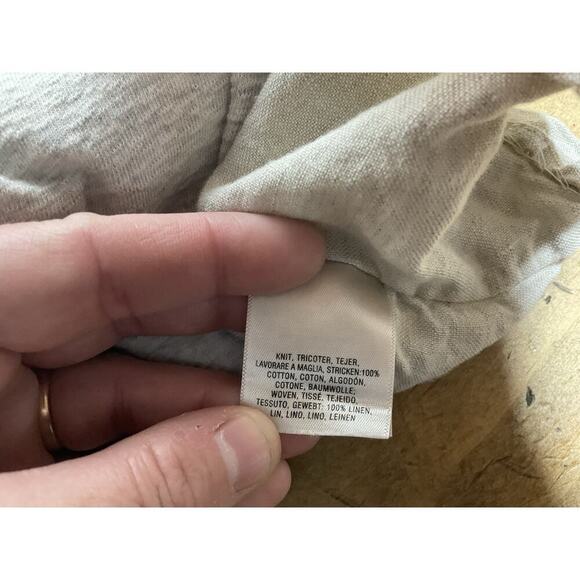 KNIT, TRICOTER, TEJER,
LAVORARE A MAGLIA, STRICKEN:100%
COTTON, COTON, ALGODÓN,
COTONE, BAUMWOLLE;
WOVEN, TISSÉ, TEJEIDO,
TESSUTO, GEWEBT: 100% LINEN,
LIN, LINO, LINO, LEINEN